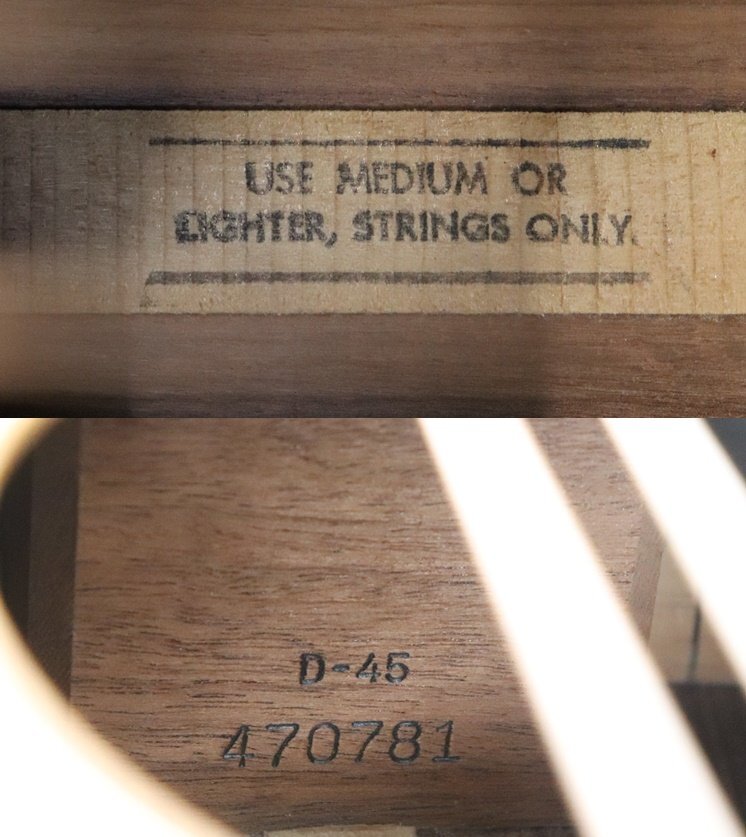 USE MEDIUM OR
LIGHTER, STRINGS ONLY.
D-45
470781